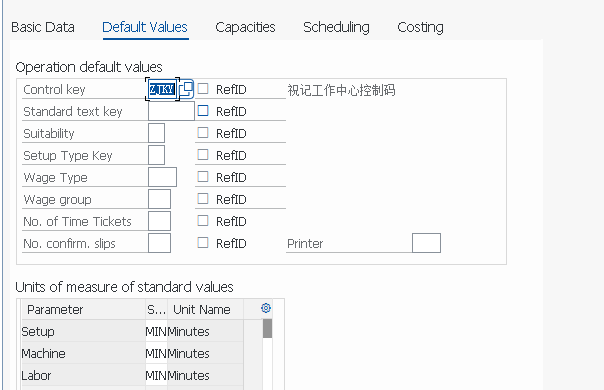 Basic Data Default Values Capacities Scheduling Costing
Operation default values
Control key ZJKY RefID 祝记工作中心控制码
Standard text key RefID
Suitability RefID
Setup Type Key RefID
Wage Type RefID
Wage group RefID
No. of Time Tickets RefID
No. confirm. slips RefID Printer
Units of measure of standard values
Parameter S... Unit Name
Setup MIN Minutes
Machine MIN Minutes
Labor MIN Minutes